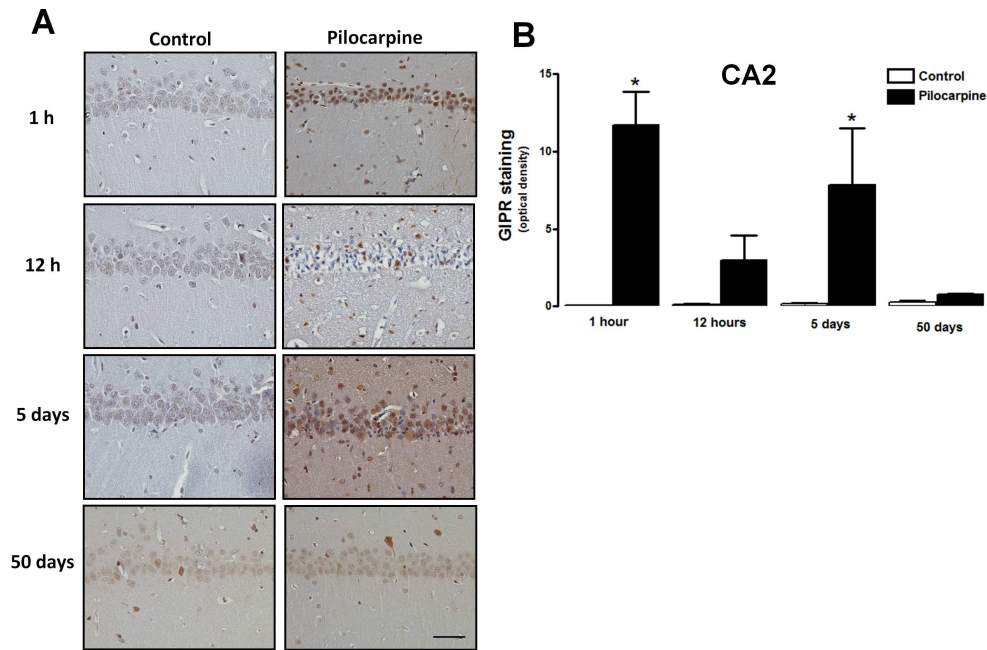 A
Control Pilocarpine
1 h
12 h
5 days
50 days
B
CA2
Control
Pilocarpine
GIPR staining
(optical density)
15
10
5
0
*
*
1 hour 12 hours 5 days 50 days